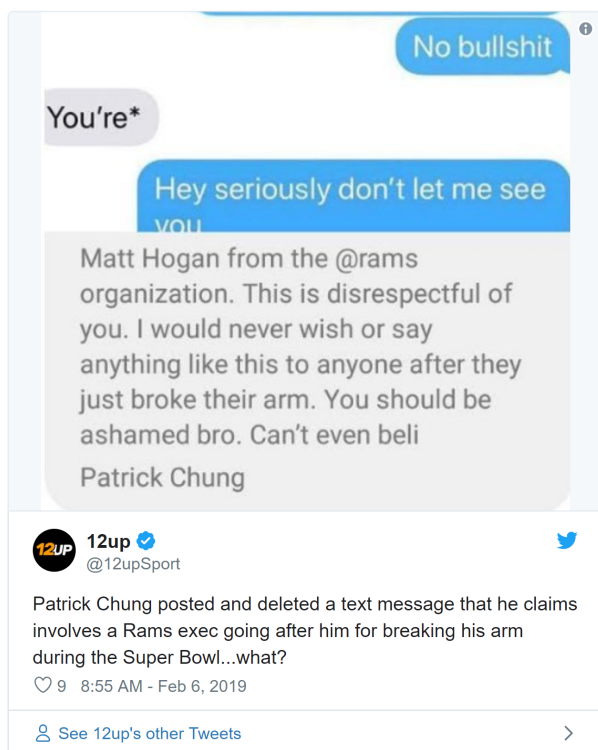 No bullshit
You're*
Hey seriously don't let me see
you
Matt Hogan from the @rams
organization. This is disrespectful of
you. I would never wish or say
anything like this to anyone after they
just broke their arm. You should be
ashamed bro. Can't even beli
Patrick Chung
12UP
12up
@12upSport
Patrick Chung posted and deleted a text message that he claims
involves a Rams exec going after him for breaking his arm
during the Super Bowl...what?
9 8:55 AM - Feb 6, 2019
See 12up's other Tweets